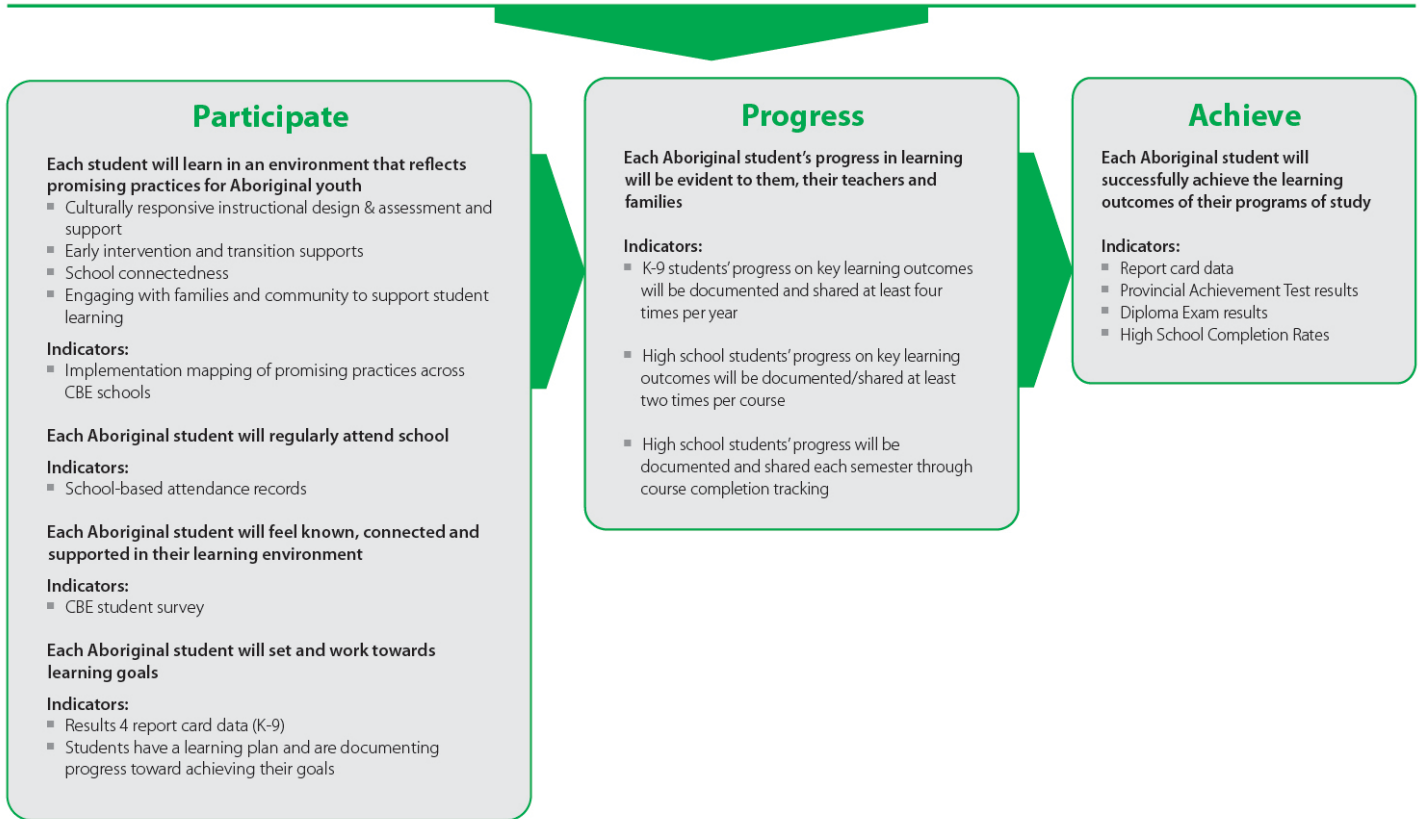 Participate
Each student will learn in an environment that reflects
promising practices for Aboriginal youth
■ Culturally responsive instructional design & assessment and
support
■ Early intervention and transition supports
■ School connectedness
■ Engaging with families and community to support student
learning
Indicators:
■ Implementation mapping of promising practices across
CBE schools
Each Aboriginal student will regularly attend school
Indicators:
■ School-based attendance records
Each Aboriginal student will feel known, connected and
supported in their learning environment
Indicators:
■ CBE student survey
Each Aboriginal student will set and work towards
learning goals
Indicators:
■ Results 4 report card data (K-9)
■ Students have a learning plan and are documenting
progress toward achieving their goals
Progress
Each Aboriginal student’s progress in learning
will be evident to them, their teachers and
families
Indicators:
■ K-9 students’ progress on key learning outcomes
will be documented and shared at least four
times per year
■ High school students’ progress on key learning
outcomes will be documented/shared at least
two times per course
■ High school students’ progress will be
documented and shared each semester through
course completion tracking
Achieve
Each Aboriginal student will
successfully achieve the learning
outcomes of their programs of study
Indicators:
■ Report card data
■ Provincial Achievement Test results
■ Diploma Exam results
■ High School Completion Rates